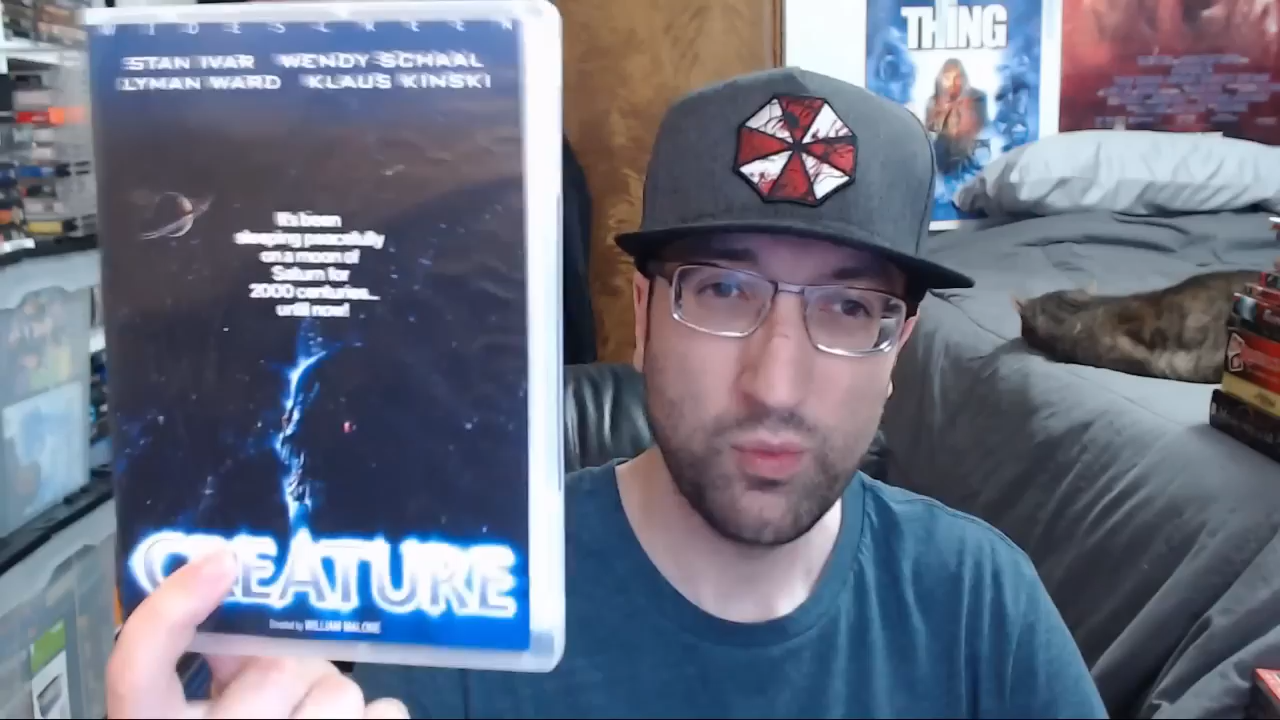 WIDESCREEN
STAN IVAR WENDY SCHAAL
LYMAN WARD KLAUS KINSKI
It's been
sleeping peacefully
on a moon of
Saturn for
2000 centuries...
until now!
CREATURE
Directed by WILLIAM MALONE
THING